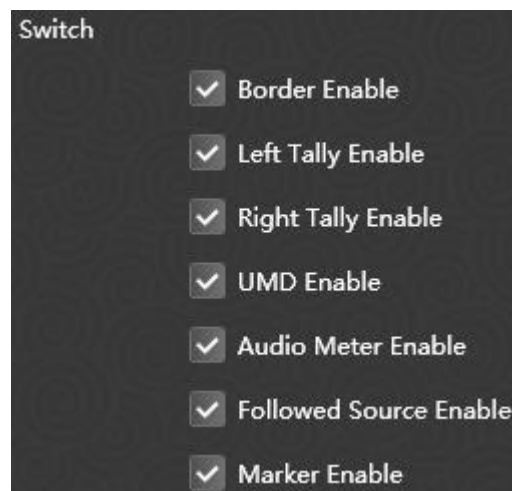 Switch
Border Enable
Left Tally Enable
Right Tally Enable
UMD Enable
Audio Meter Enable
Followed Source Enable
Marker Enable